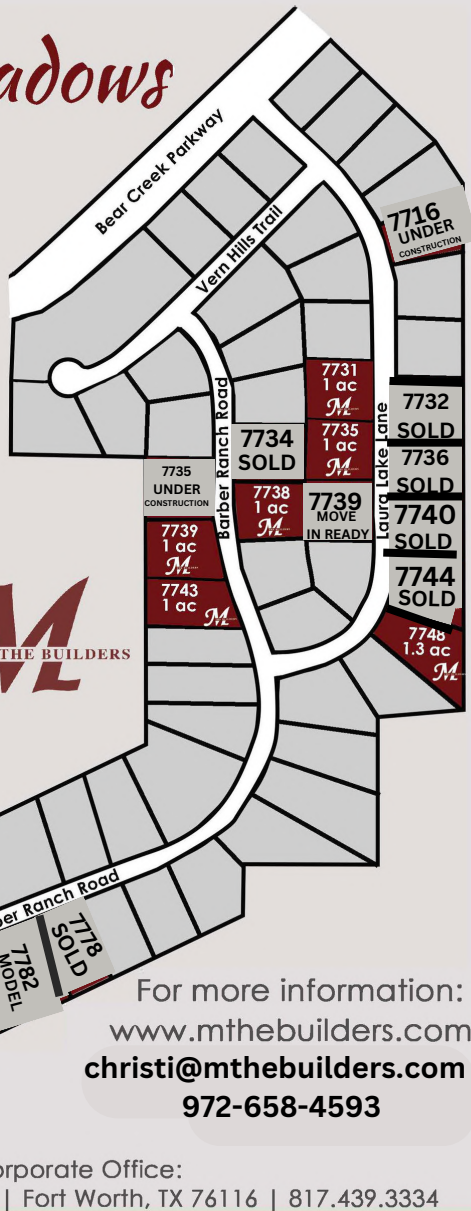 adows
Bear Creek Parkway
Vern Hills Trail
7716
UNDER
CONSTRUCTION
7731
1 ac
M
Barber Ranch Road
7732
SOLD
7734
SOLD
7735
1 ac
M
Laura Lake Lane
7736
SOLD
7735
UNDER
CONSTRUCTION
7738
1 ac
M
7739
MOVE
IN READY
7740
SOLD
7739
1 ac
M
7744
SOLD
7743
1 ac
M
M
THE BUILDERS
7748
1.3 ac
M
ber Ranch Road
7778
SOLD
7782
MODEL
For more information:
www.mthebuilders.com
christi@mthebuilders.com
972-658-4593
orporate Office:
| Fort Worth, TX 76116 | 817.439.3334